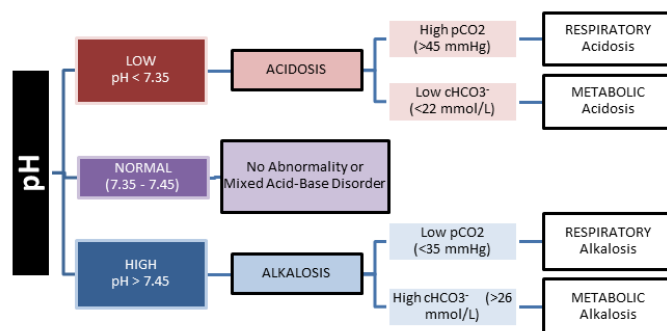 pH
LOW
pH < 7.35
ACIDOSIS
High pCO2
(>45 mmHg)
RESPIRATORY
Acidosis
Low cHCO3⁻
(<22 mmol/L)
METABOLIC
Acidosis
NORMAL
(7.35 - 7.45)
No Abnormality or
Mixed Acid-Base Disorder
HIGH
pH > 7.45
ALKALOSIS
Low pCO2
(<35 mmHg)
RESPIRATORY
Alkalosis
High cHCO3⁻ (>26
mmol/L)
METABOLIC
Alkalosis